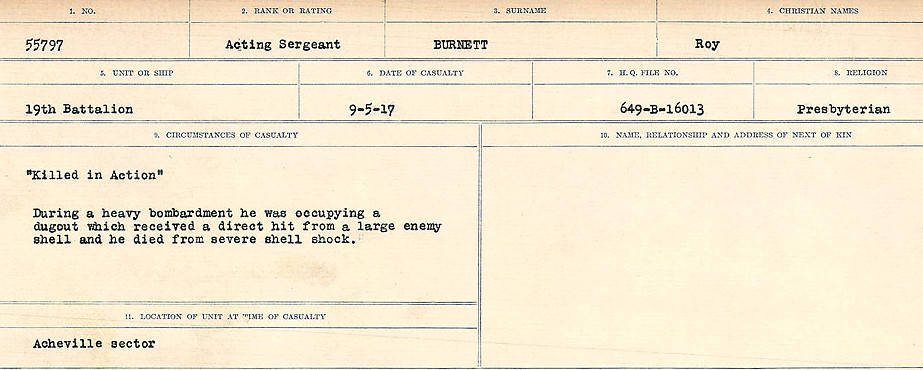 1. NO.
2. RANK OR RATING
3. SURNAME
4. CHRISTIAN NAMES
55797
Acting Sergeant
BURNETT
Roy
5. UNIT OR SHIP
6. DATE OF CASUALTY
7. H.Q. FILE NO.
8. RELIGION
19th Battalion
9-5-17
649-B-16013
Presbyterian
9. CIRCUMSTANCES OF CASUALTY
10. NAME, RELATIONSHIP AND ADDRESS OF NEXT OF KIN
"Killed in Action"
During a heavy bombardment he was occupying a
dugout which received a direct hit from a large enemy
shell and he died from severe shell shock.
11. LOCATION OF UNIT AT TIME OF CASUALTY
Acheville sector